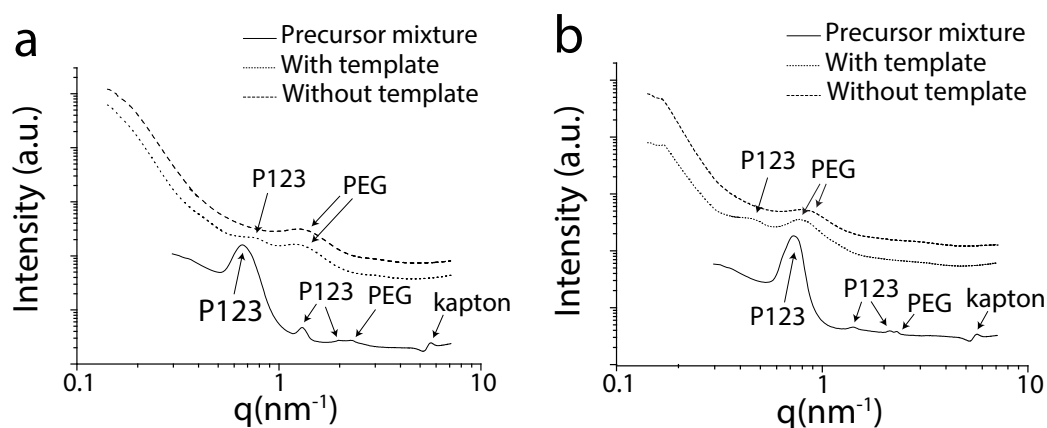 a
Precursor mixture
With template
Without template
Intensity (a.u.)
P123
PEG
P123
P123
PEG
kapton
0.1
1
10
q(nm⁻¹)
b
Precursor mixture
With template
Without template
Intensity (a.u.)
P123
PEG
P123
P123
PEG
kapton
0.1
1
10
q(nm⁻¹)